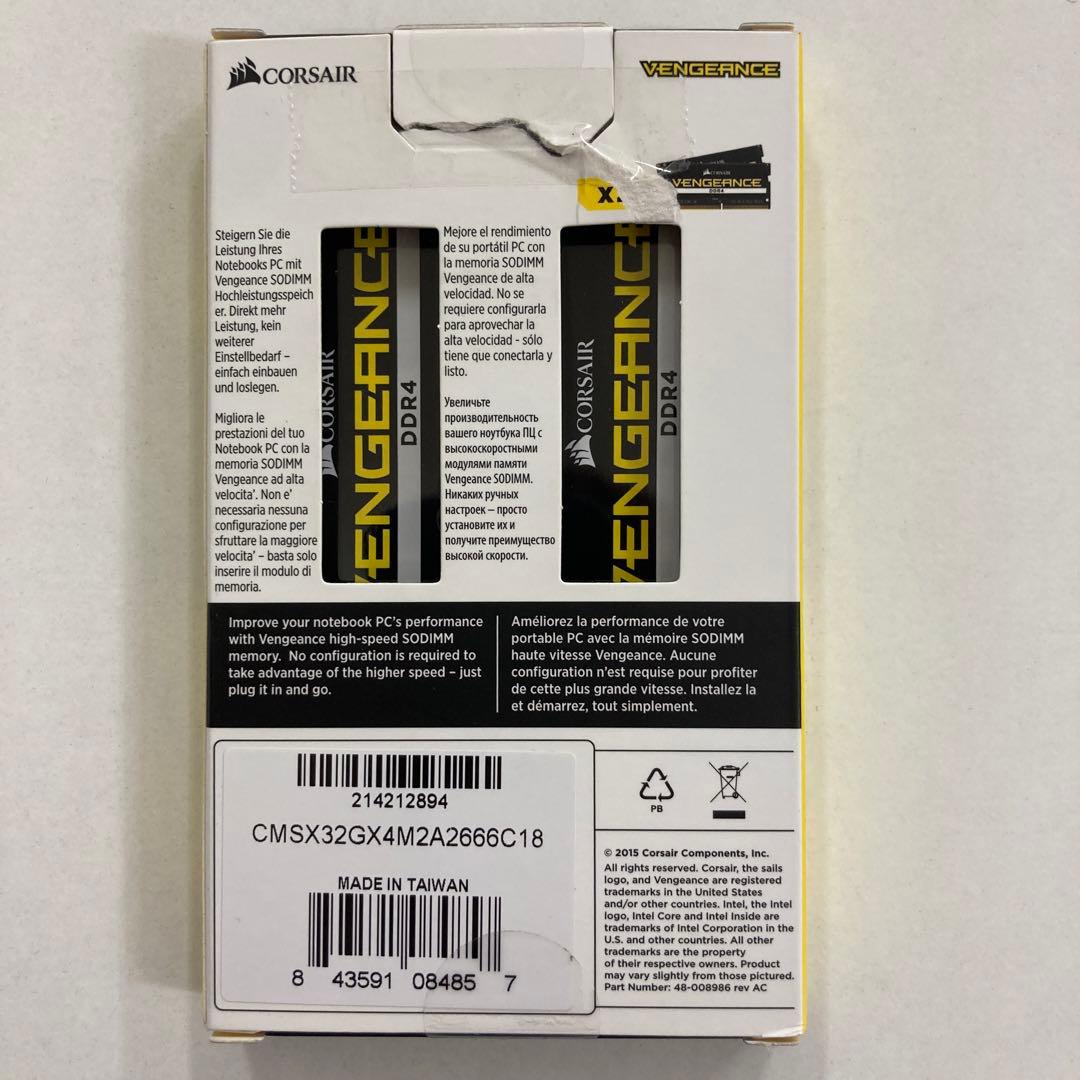 CORSAIR
VENGEANCE
CORSAIR
VENGEANCE
DDR4
Steigern Sie die
Leistung Ihres
Notebooks PC mit
Vengeance SODIMM
Hochleistungsspeich
er. Direkt mehr
Leistung, kein
weiterer
Einstellbedarf –
einfach einbauen
und loslegen.
Migliora le
prestazioni del tuo
Notebook PC con la
memoria SODIMM
Vengeance ad alta
velocita'. Non e'
necessaria nessuna
configurazione per
sfruttare la maggiore
velocita' – basta solo
inserire il modulo di
memoria.
CORSAIR
VENGEANCE
DDR4
Mejore el rendimiento
de su portátil PC con
la memoria SODIMM
Vengeance de alta
velocidad. No se
requiere configurarla
para aprovechar la
alta velocidad - sólo
tiene que conectarla y
listo.
Увеличьте
производительность
вашего ноутбука ПЦ с
высокоскоростными
модулями памяти
Vengeance SODIMM.
Никаких ручных
настроек – просто
установите их и
получите преимущество
высокой скорости.
CORSAIR
VENGEANCE
DDR4
Improve your notebook PC's performance
with Vengeance high-speed SODIMM
memory. No configuration is required to
take advantage of the higher speed – just
plug it in and go.
Améliorez la performance de votre
portable PC avec la mémoire SODIMM
haute vitesse Vengeance. Aucune
configuration n'est requise pour profiter
de cette plus grande vitesse. Installez la
et démarrez, tout simplement.
214212894
CMSX32GX4M2A2666C18
MADE IN TAIWAN
8 43591 08485 7
PB
© 2015 Corsair Components, Inc.
All rights reserved. Corsair, the sails
logo, and Vengeance are registered
trademarks in the United States
and/or other countries. Intel, the Intel
logo, Intel Core and Intel Inside are
trademarks of Intel Corporation in the
U.S. and other countries. All other
trademarks are the property
of their respective owners. Product
may vary slightly from those pictured.
Part Number: 48-008986 rev AC